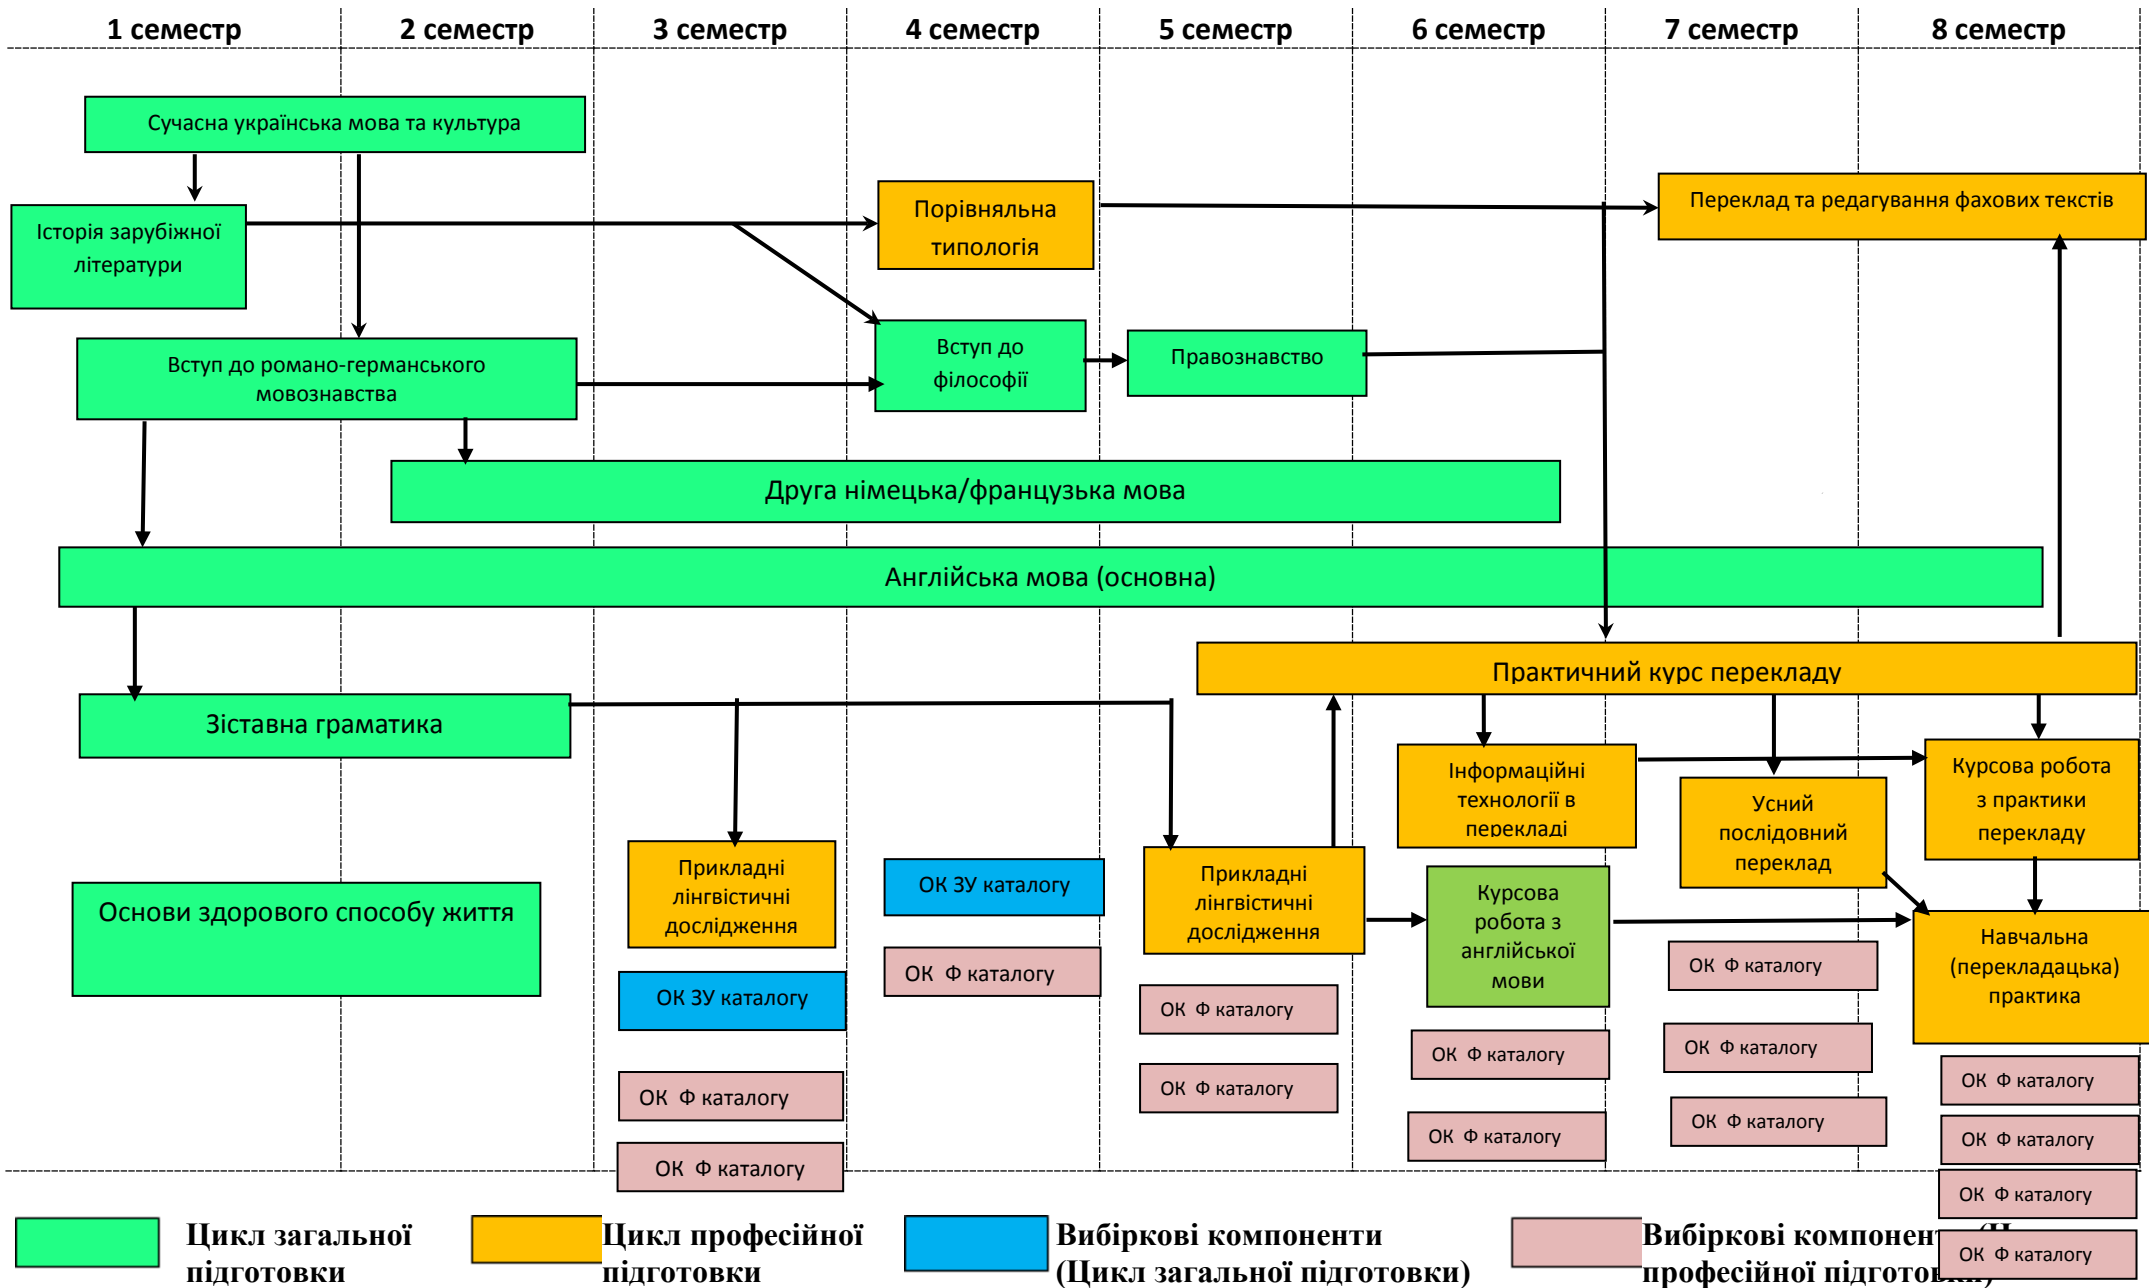 1 семестр
2 семестр
3 семестр
4 семестр
5 семестр
6 семестр
7 семестр
8 семестр
Сучасна українська мова та культура
Історія зарубіжної
літератури
Порівняльна
типологія
Переклад та редагування фахових текстів
Вступ до романо-германського
мовознавства
Вступ до
філософії
Правознавство
Друга німецька/французька мова
Англійська мова (основна)
Практичний курс перекладу
Зіставна граматика
Інформаційні
технології в
перекладі
Усний
послідовний
переклад
Курсова робота
з практики
перекладу
Основи здорового способу життя
Прикладні
лінгвістичні
дослідження
ОК ЗУ каталогу
Прикладні
лінгвістичні
дослідження
Курсова
робота з
англійської
мови
Навчальна
(перекладацька)
практика
ОК Ф каталогу
ОК ЗУ каталогу
ОК Ф каталогу
ОК Ф каталогу
ОК Ф каталогу
ОК Ф каталогу
ОК Ф каталогу
ОК Ф каталогу
ОК Ф каталогу
ОК Ф каталогу
ОК Ф каталогу
ОК Ф каталогу
ОК Ф каталогу
ОК Ф каталогу
ОК Ф каталогу
ОК Ф каталогу
Цикл загальної
підготовки
Цикл професійної
підготовки
Вибіркові компоненти
(Цикл загальної підготовки)
Вибіркові
професійної